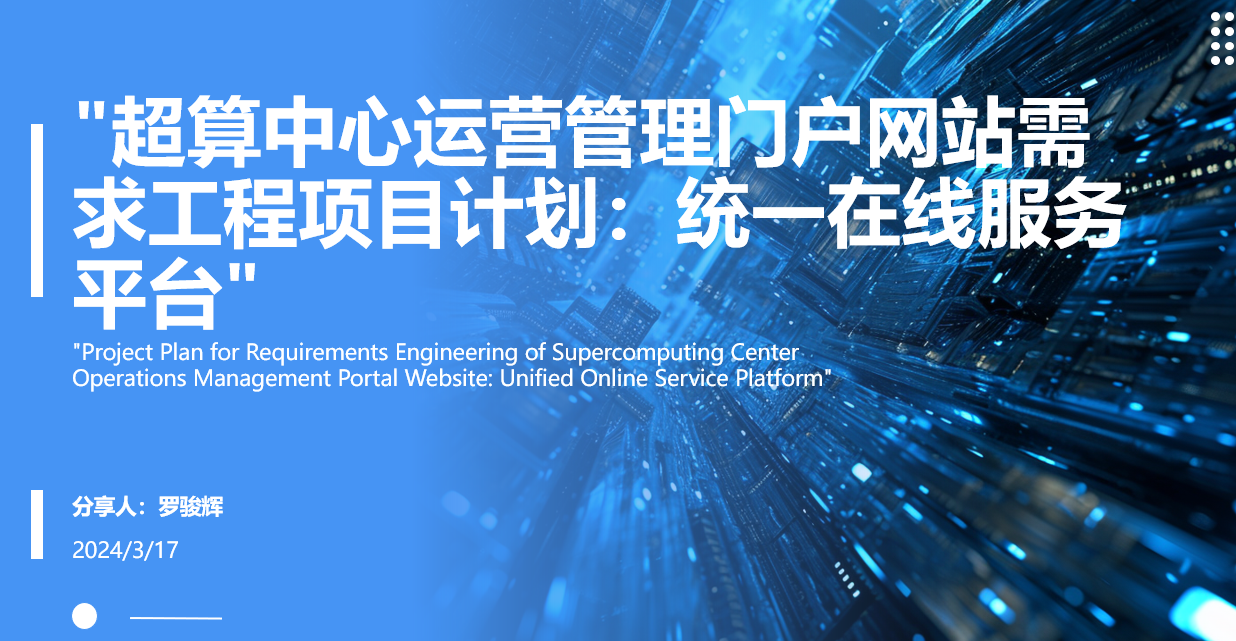 "超算中心运营管理门户网站需
求工程项目计划：统一在线服务
平台"
"Project Plan for Requirements Engineering of Supercomputing Center
Operations Management Portal Website: Unified Online Service Platform"
分享人：罗骏辉
2024/3/17